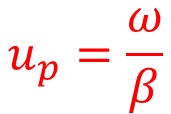 u_p = ω/β